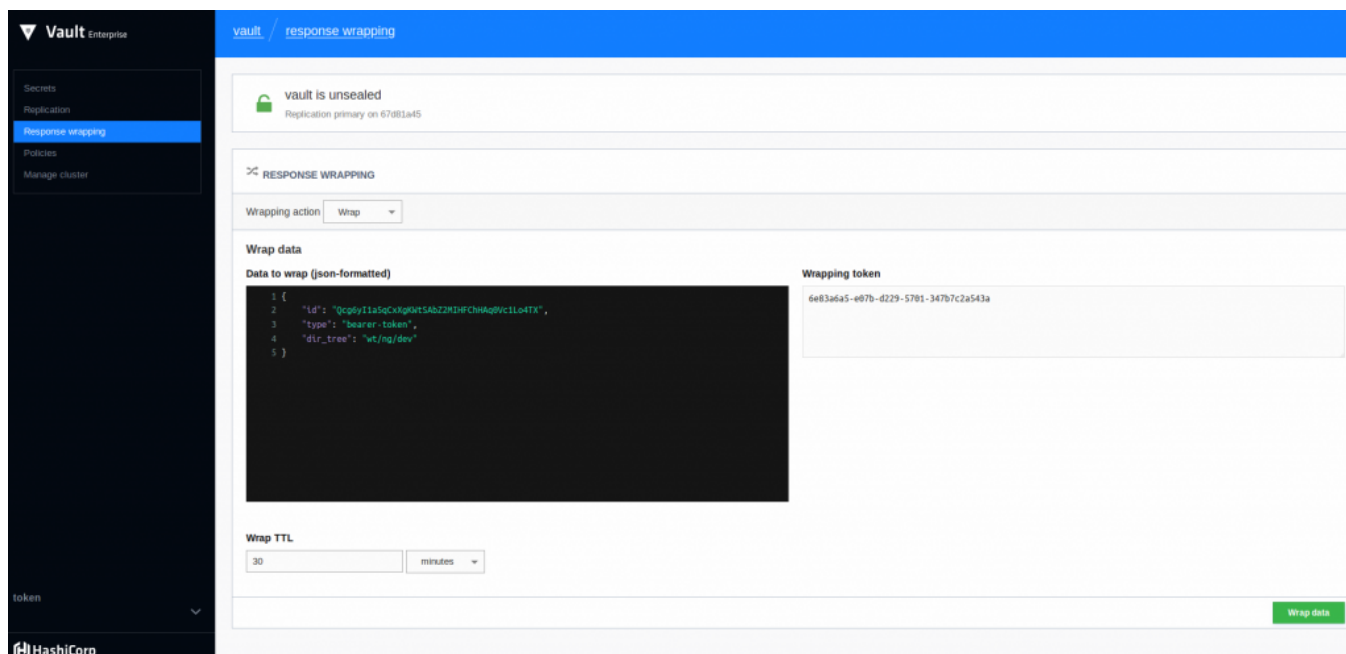 Vault Enterprise
vault / response wrapping
Secrets
Replication
Response wrapping
Policies
Manage cluster
vault is unsealed
Replication primary on 67d81a45
RESPONSE WRAPPING
Wrapping action Wrap
Wrap data
Data to wrap (json-formatted)
1 {
2 "id": "Qcg6yI1aSqCxXgKWtSAbZ2MIHFChHAq0Vc1Lo4TX",
3 "type": "bearer-token",
4 "dir_tree": "wt/ng/dev"
5 }
Wrapping token
6e83a6a5-e07b-d229-5701-347b7c2a543a
Wrap TTL
30 minutes
Wrap data
token
HashiCorp